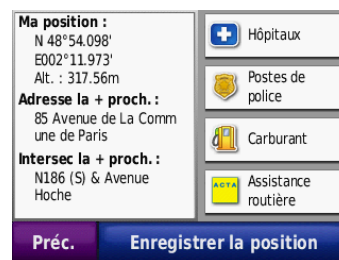 Ma position :
N 48°54.098'
E002°11.973'
Alt. : 317.56m
Adresse la + proch. :
85 Avenue de La Comm
une de Paris
Intersec la + proch. :
N186 (S) & Avenue
Hoche
Hôpitaux
Postes de
police
Carburant
ACTA
Assistance
routière
Préc.
Enregistrer la position